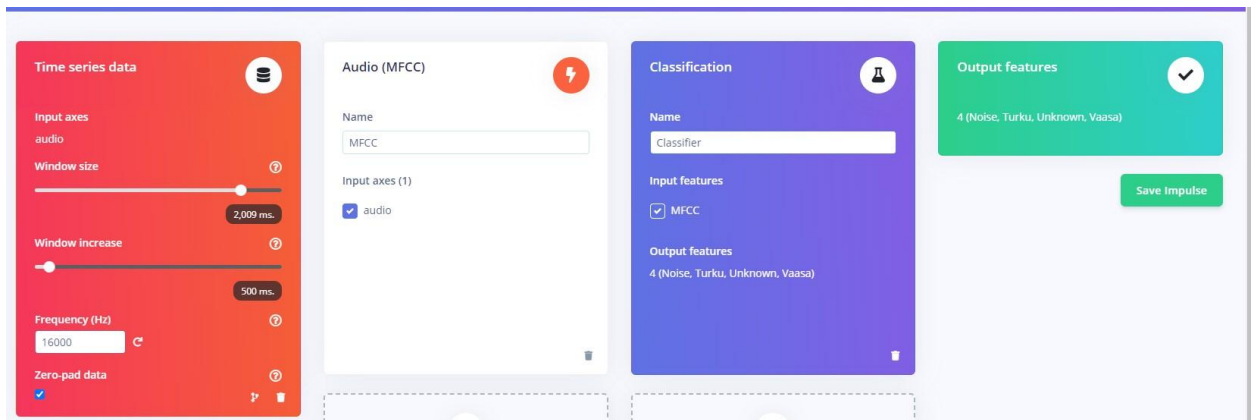 Time series data
Input axes
audio
Window size
2,009 ms.
Window increase
500 ms.
Frequency (Hz)
16000
Zero-pad data
Audio (MFCC)
Name
MFCC
Input axes (1)
audio
Classification
Name
Classifier
Input features
MFCC
Output features
4 (Noise, Turku, Unknown, Vaasa)
Output features
4 (Noise, Turku, Unknown, Vaasa)
Save Impulse